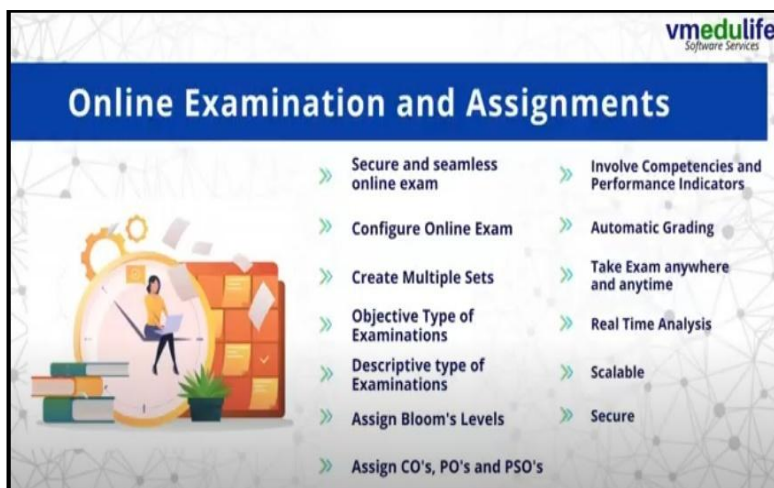 vmedulife
Software Services
Online Examination and Assignments
Secure and seamless
online exam
Configure Online Exam
Create Multiple Sets
Objective Type of
Examinations
Descriptive type of
Examinations
Assign Bloom's Levels
Assign CO's, PO's and PSO's
Involve Competencies and
Performance Indicators
Automatic Grading
Take Exam anywhere
and anytime
Real Time Analysis
Scalable
Secure